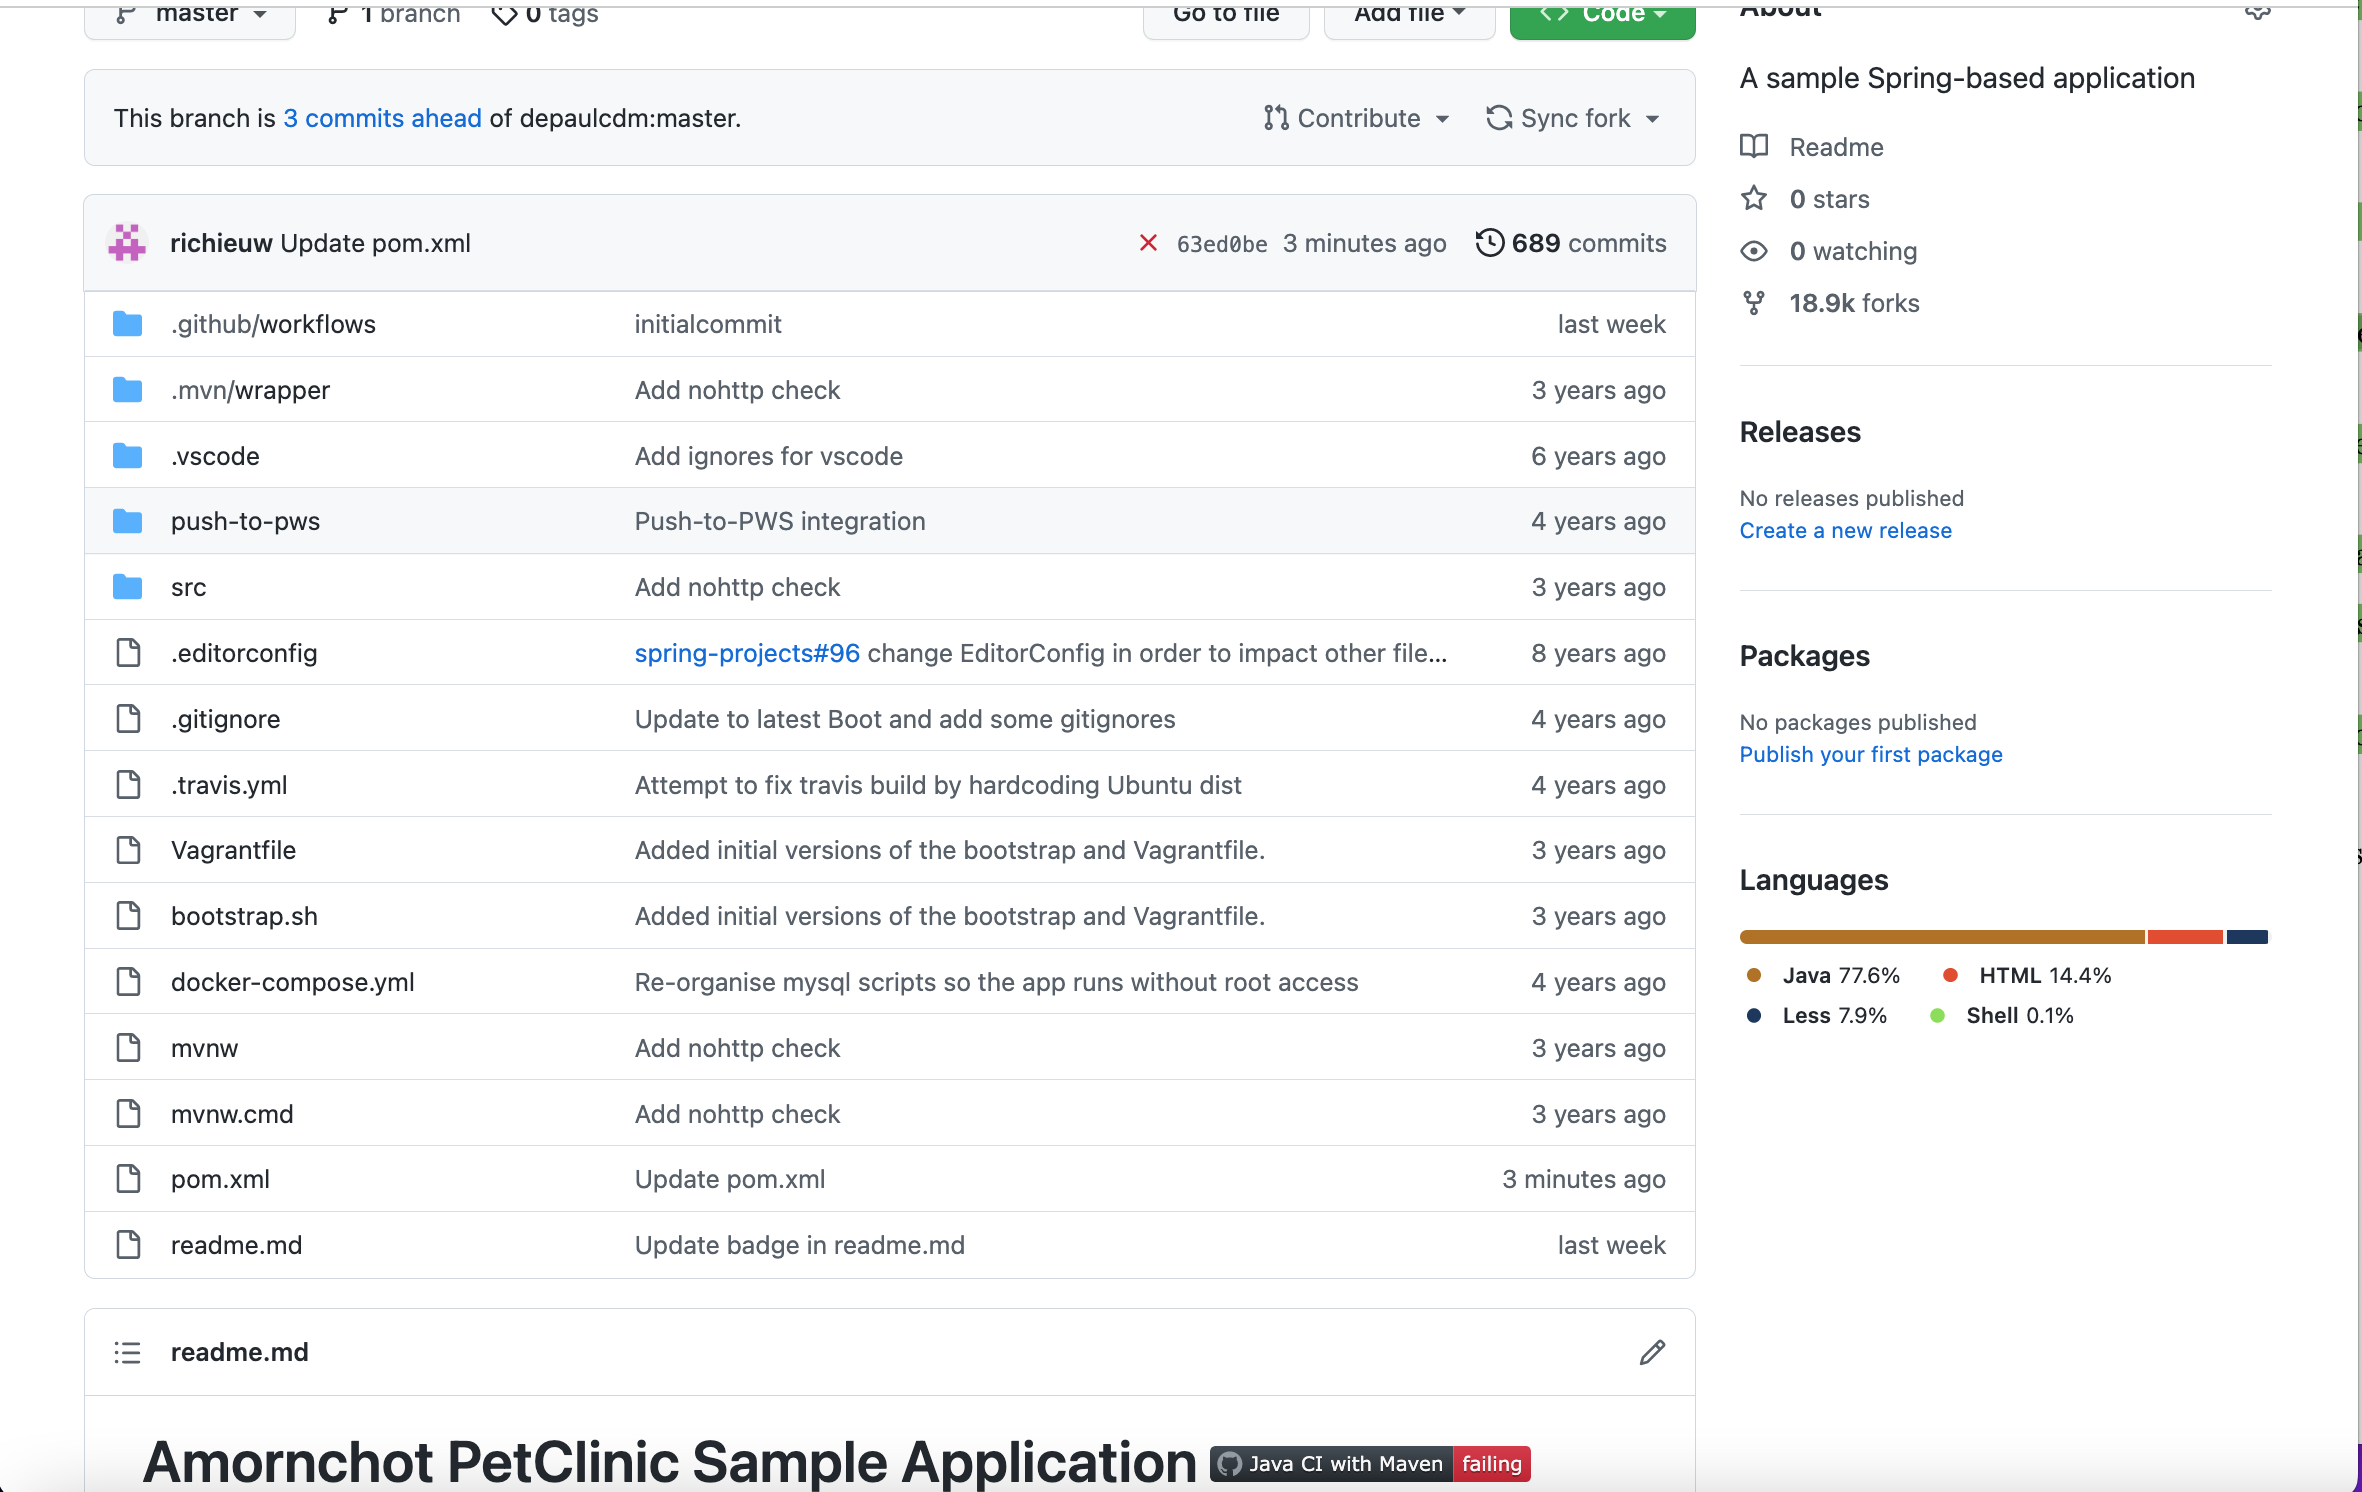 master 1 branch 0 tags Go to file Add file Code
This branch is 3 commits ahead of depaulcdm:master. Contribute Sync fork
richieuw Update pom.xml 63ed0be 3 minutes ago 689 commits
.github/workflows initialcommit last week
.mvn/wrapper Add nohttp check 3 years ago
.vscode Add ignores for vscode 6 years ago
push-to-pws Push-to-PWS integration 4 years ago
src Add nohttp check 3 years ago
.editorconfig spring-projects#96 change EditorConfig in order to impact other file... 8 years ago
.gitignore Update to latest Boot and add some gitignores 4 years ago
.travis.yml Attempt to fix travis build by hardcoding Ubuntu dist 4 years ago
Vagrantfile Added initial versions of the bootstrap and Vagrantfile. 3 years ago
bootstrap.sh Added initial versions of the bootstrap and Vagrantfile. 3 years ago
docker-compose.yml Re-organise mysql scripts so the app runs without root access 4 years ago
mvnw Add nohttp check 3 years ago
mvnw.cmd Add nohttp check 3 years ago
pom.xml Update pom.xml 3 minutes ago
readme.md Update badge in readme.md last week
readme.md
Amornchot PetClinic Sample Application Java CI with Maven failing
About
A sample Spring-based application
Readme
0 stars
0 watching
18.9k forks
Releases
No releases published
Create a new release
Packages
No packages published
Publish your first package
Languages
Java 77.6% HTML 14.4%
Less 7.9% Shell 0.1%